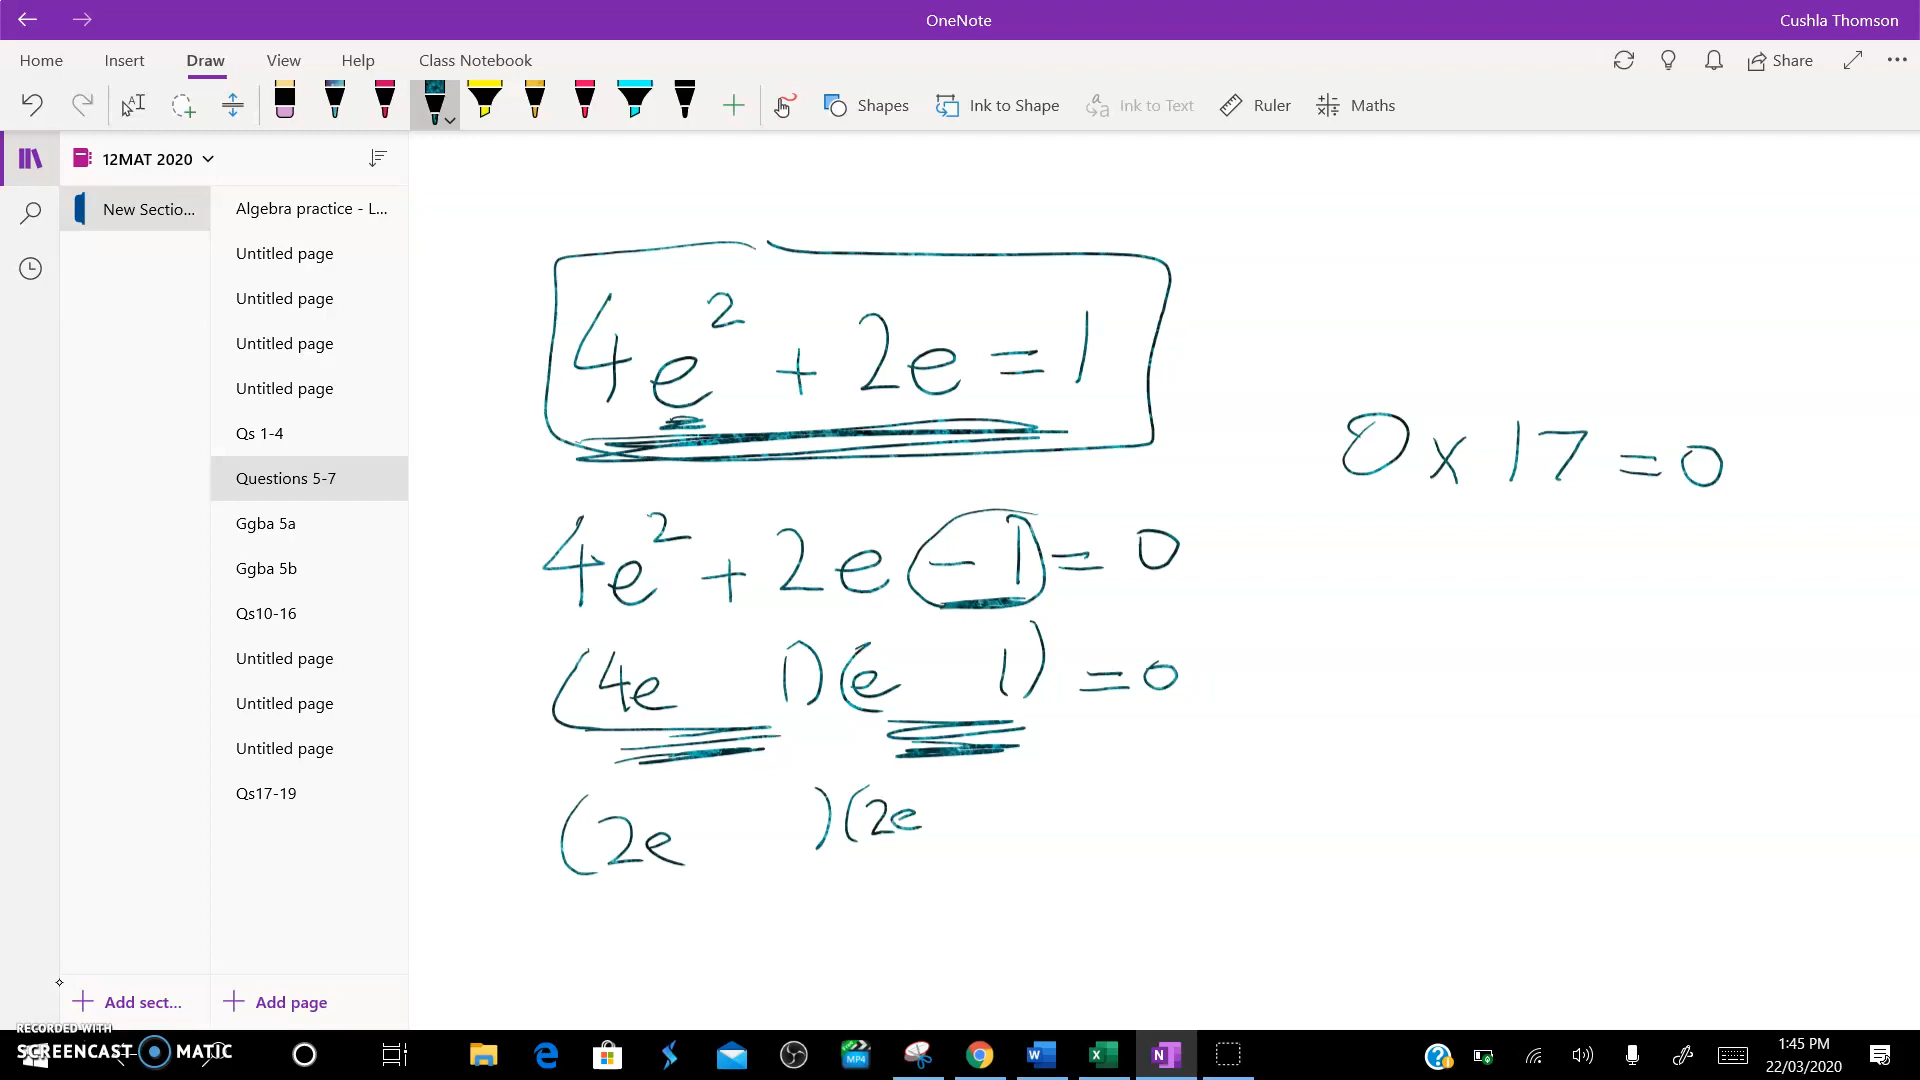 OneNote
Cushla Thomson
Home Insert Draw View Help Class Notebook
Share
Shapes Ink to Shape Ink to Text Ruler Maths
12MAT 2020
New Sectio...
Algebra practice - L...
Untitled page
Untitled page
Untitled page
Untitled page
Qs 1-4
Questions 5-7
Ggba 5a
Ggba 5b
Qs10-16
Untitled page
Untitled page
Untitled page
Qs17-19
4e² + 2e = 1
0 x 17 = 0
4e² + 2e - 1 = 0
(4e 1)(e 1) = 0
(2e )(2e
Add sect...
Add page
RECORDED WITH
SCREENCAST MATIC
MP4
1:45 PM
22/03/2020